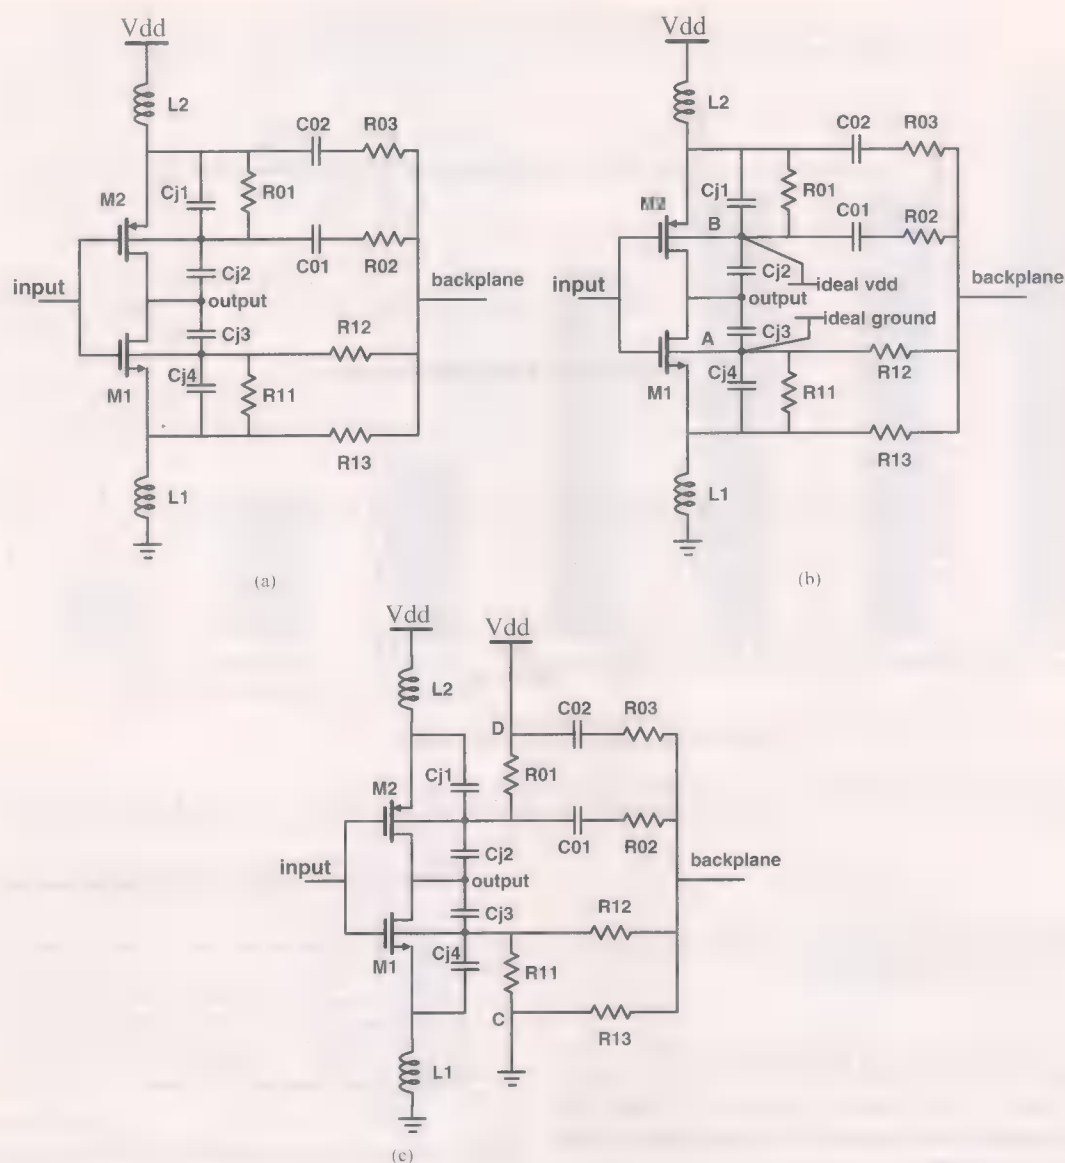 Vdd
L2
C02
R03
Cj1
R01
M2
C01
R02
Cj2
input
output
backplane
Cj3
R12
Cj4
R11
M1
R13
L1
(a)
Vdd
L2
C02
R03
Cj1
R01
M2
B
C01
R02
Cj2
ideal vdd
input
output
backplane
ideal ground
A
Cj3
Cj4
R12
M1
R11
R13
L1
(b)
Vdd
Vdd
L2
D
C02
R03
Cj1
R01
M2
C01
R02
Cj2
input
output
backplane
Cj3
R12
Cj4
M1
R11
C
R13
L1
(c)